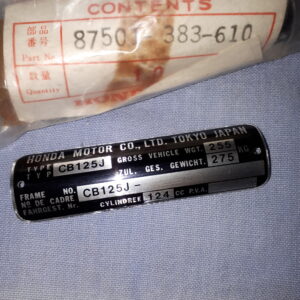 部品
番号
Part No
87501-383-610
数量
Quantity
HONDA MOTOR CO., LTD. TOKYO JAPAN
TYPE
TYP
CB125J
GROSS VEHICLE WGT. 255 KG
ZUL. GES. GEWICHT. 275
FRAME NO.
NO DE CADRE
FAHRGEST. Nr.
CB125J-
CYLINDREE 124 CC P.V.A.